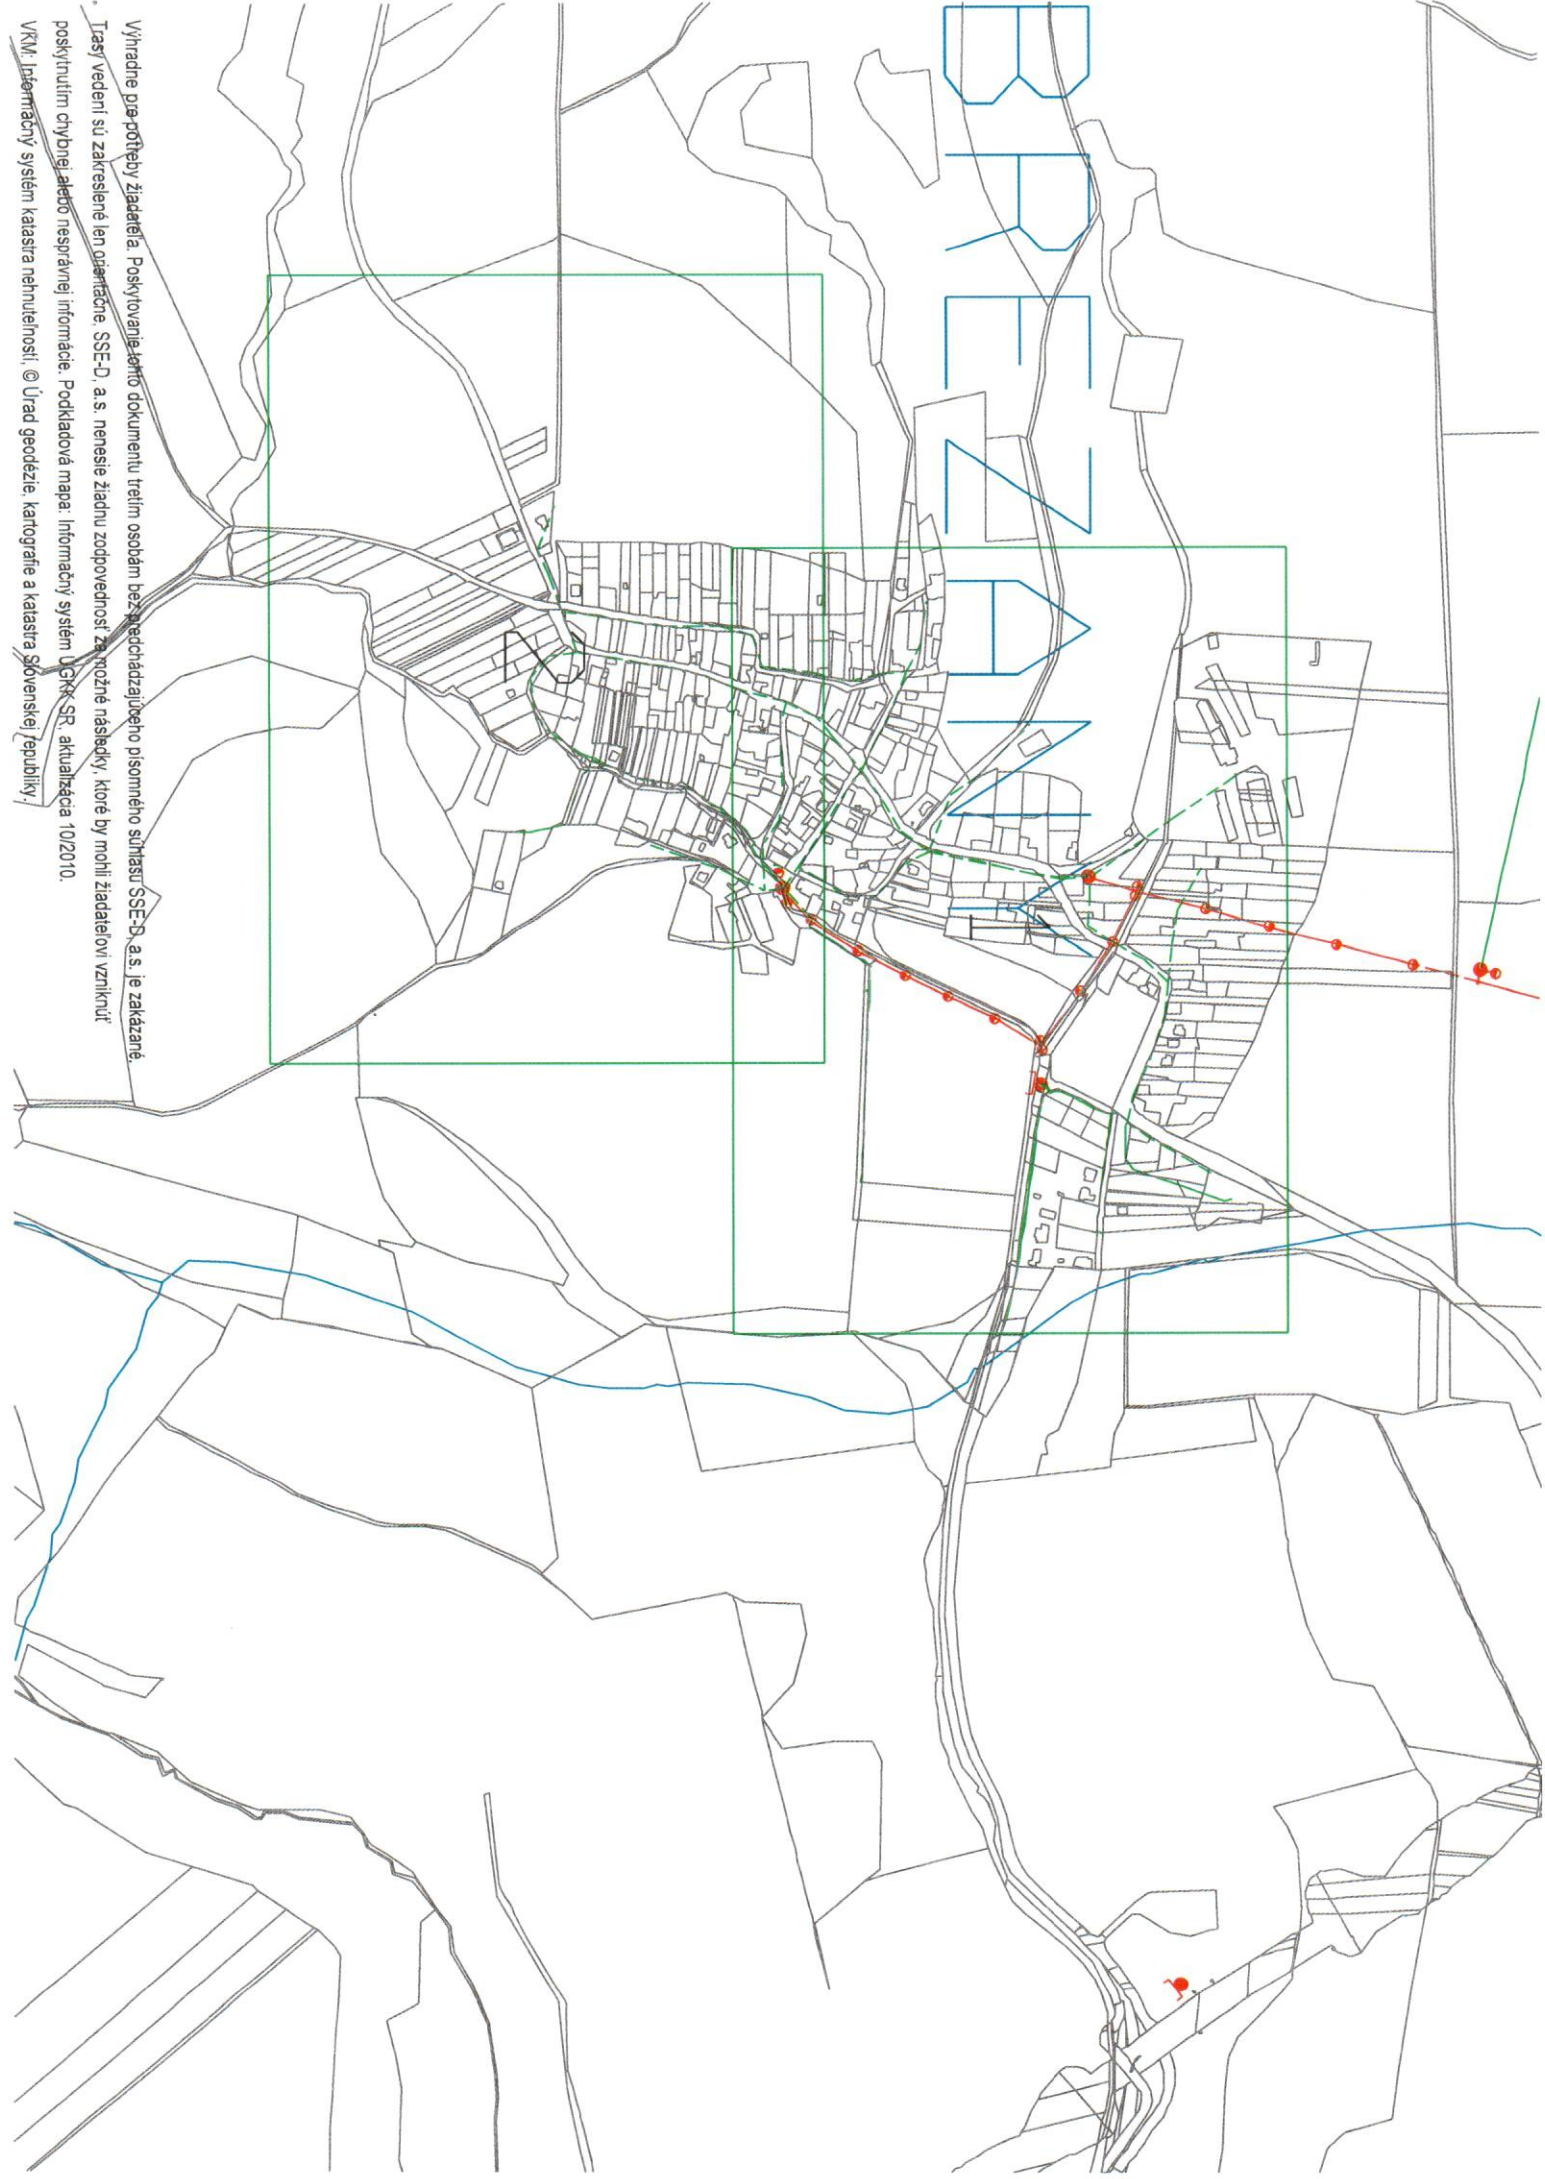 BREZANY
Výhradne pre potreby žiadateľa. Poskytovanie tohto dokumentu tretím osobám bez predchádzajúceho písomného súhlasu SSE-D, a.s. je zakázané.
Trasy vedení sú zakreslené len orientačne, SSE-D, a.s. nenesie žiadnu zodpovednosť za možné následky, ktoré by mohli žiadateľovi vzniknúť
poskytnutím chybnej alebo nesprávnej informácie. Podkladová mapa: Informačný systém ÚGKK SR, aktualizácia 10/2010.
VKM: Informačný systém katastra nehnuteľností, © Úrad geodézie, kartografie a katastra Slovenskej republiky.